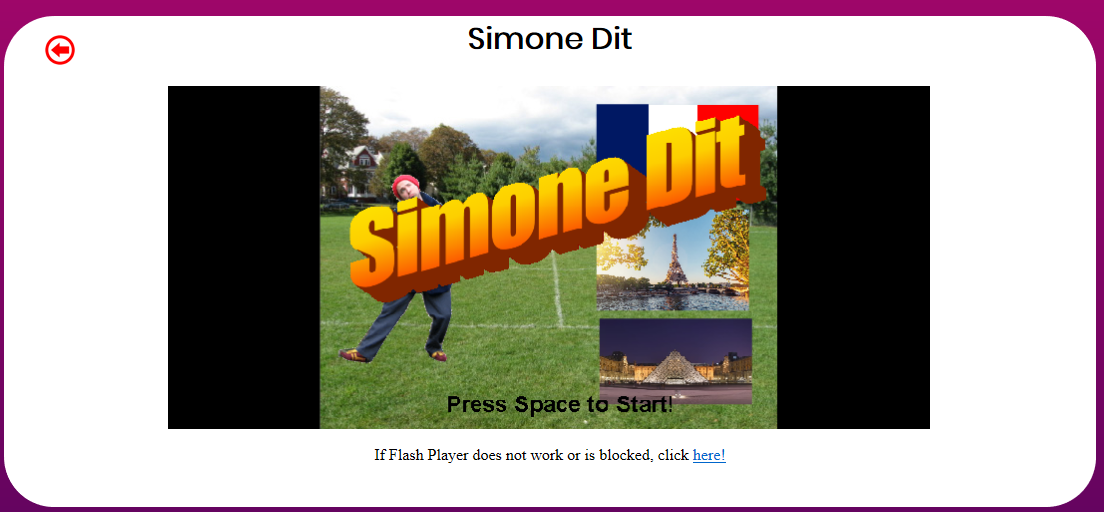 Simone Dit
Simone Dit
Press Space to Start!
If Flash Player does not work or is blocked, click here!